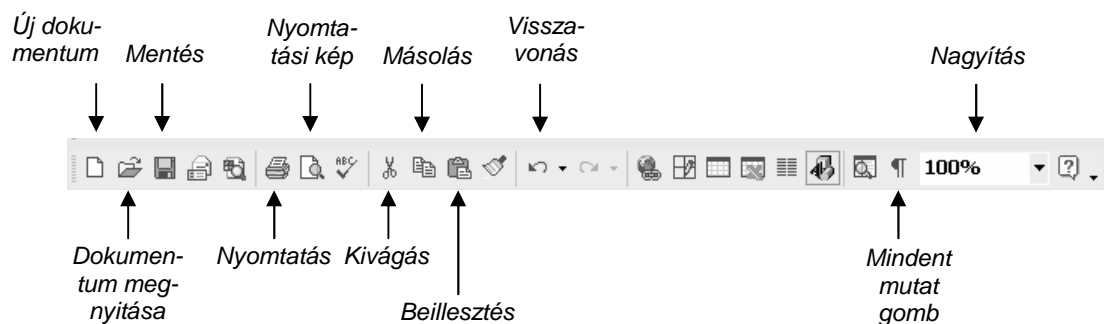 Új doku-
mentum
Mentés
Nyomta-
tási kép
Másolás
Vissza-
vonás
Nagyítás
ABC
100%
Dokumen-
tum meg-
nyitása
Nyomtatás
Kivágás
Beillesztés
Mindent
mutat
gomb